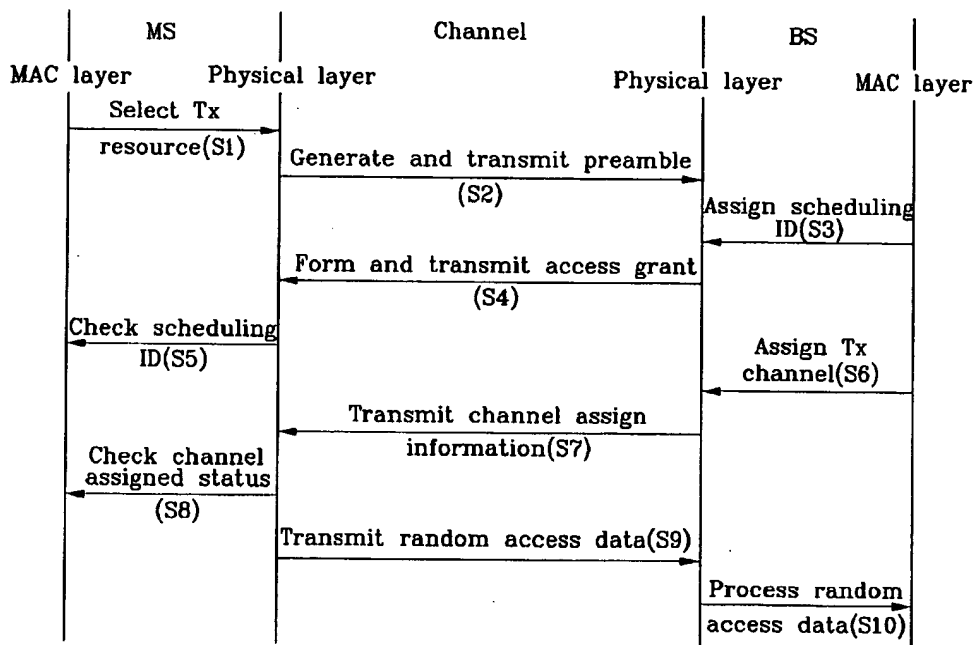 MS
Channel
BS
MAC layer
Physical layer
Physical layer
MAC layer
Select Tx
resource(S1)
Generate and transmit preamble
(S2)
Assign scheduling
ID(S3)
Form and transmit access grant
(S4)
Check scheduling
ID(S5)
Assign Tx
channel(S6)
Transmit channel assign
information(S7)
Check channel
assigned status
(S8)
Transmit random access data(S9)
Process random
access data(S10)